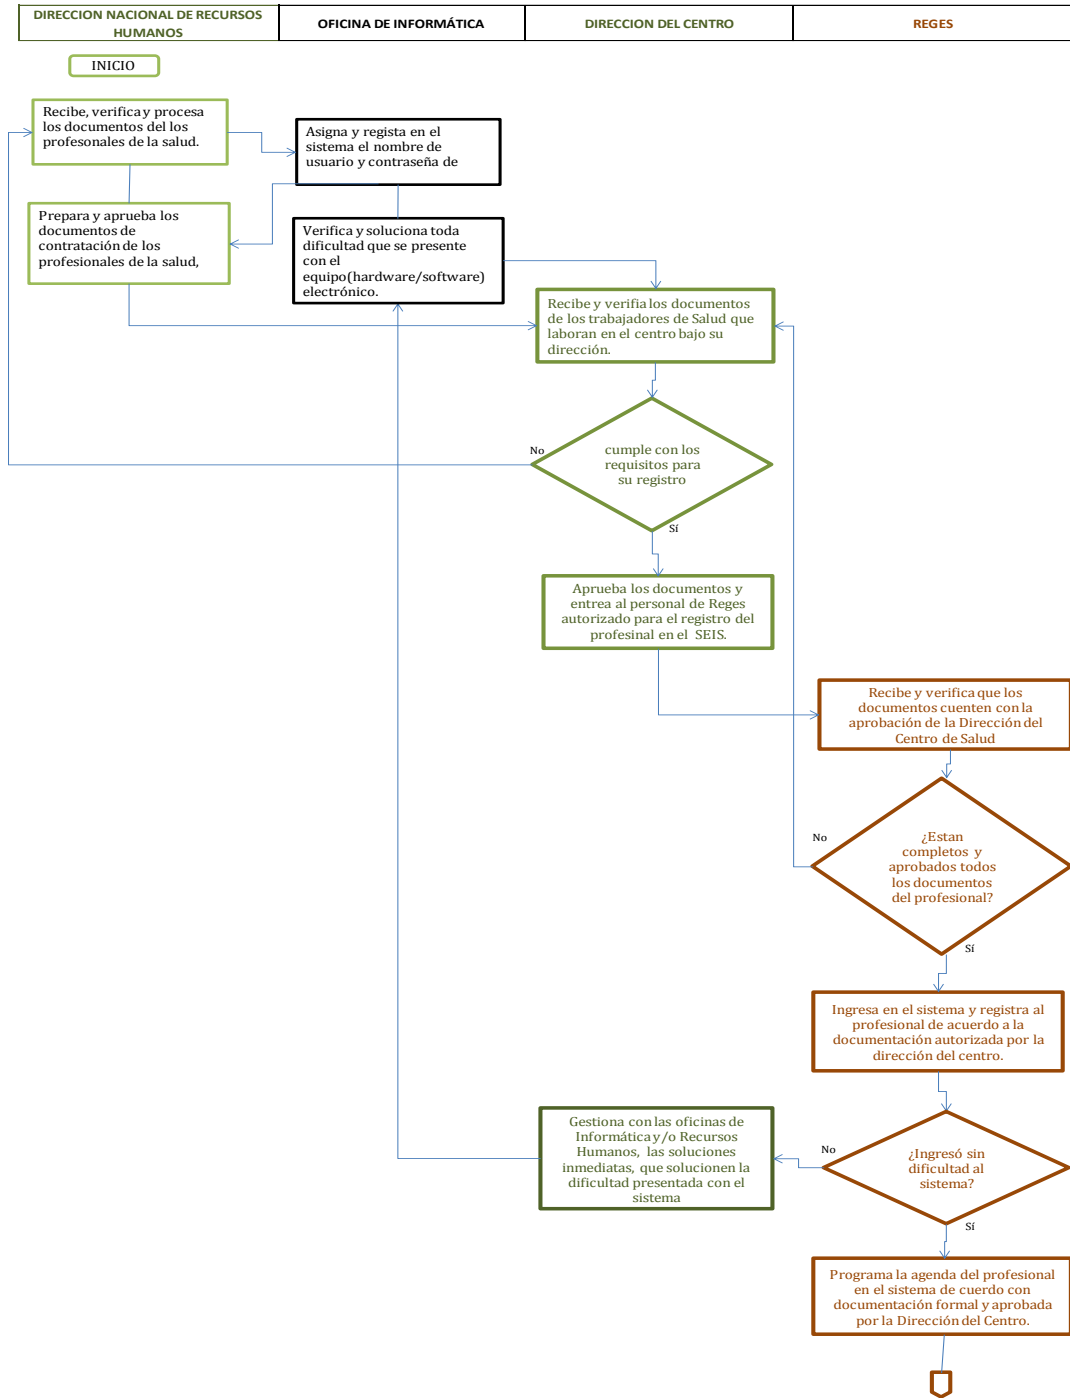 DIRECCION NACIONAL DE RECURSOS
HUMANOS
OFICINA DE INFORMÁTICA
DIRECCION DEL CENTRO
REGES
INICIO
Recibe, verifica y procesa
los documentos del los
profesonales de la salud.
Asigna y regista en el
sistema el nombre de
usuario y contraseña de
Prepara y aprueba los
documentos de
contratación de los
profesionales de la salud,
Verifica y soluciona toda
dificultad que se presente
con el
equipo(hardware/software)
electrónico.
Recibe y verifia los documentos
de los trabajadores de Salud que
laboran en el centro bajo su
dirección.
No
cumple con los
requisitos para
su registro
Sí
Aprueba los documentos y
entrea al personal de Reges
autorizado para el registro del
profesinal en el SEIS.
Recibe y verifica que los
documentos cuenten con la
aprobación de la Dirección del
Centro de Salud
No
¿Estan
completos y
aprobados todos
los documentos
del profesional?
Sí
Ingresa en el sistema y registra al
profesional de acuerdo a la
documentación autorizada por la
dirección del centro.
Gestiona con las oficinas de
Informática y/o Recursos
Humanos, las soluciones
inmediatas, que solucionen la
dificultad presentada con el
sistema
No
¿Ingresó sin
dificultad al
sistema?
Sí
Programa la agenda del profesional
en el sistema de cuerdo con
documentación formal y aprobada
por la Dirección del Centro.